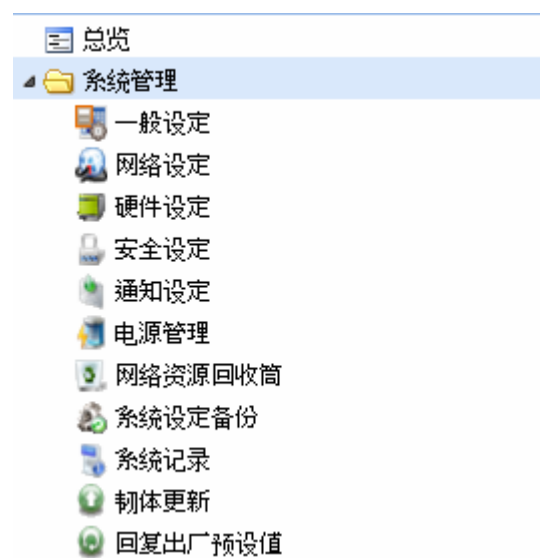 总览
系统管理
一般设定
网络设定
硬件设定
安全设定
通知设定
电源管理
网络资源回收筒
系统设定备份
系统记录
韧体更新
回复出厂预设值